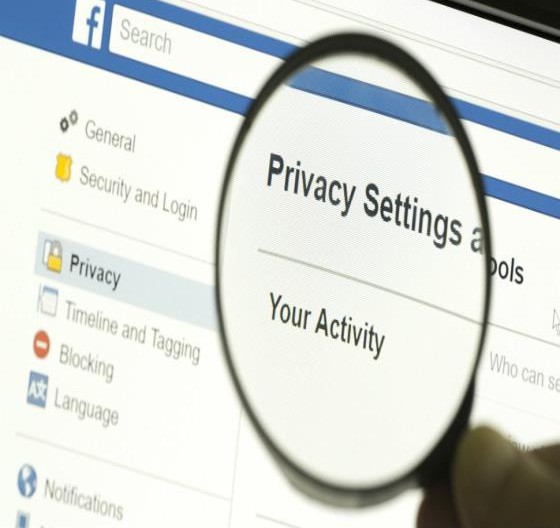 f
Search
General
Security and Login
Privacy
Timeline and Tagging
Blocking
Language
Notifications
Privacy Settings a ools
Your Activity
Who can se